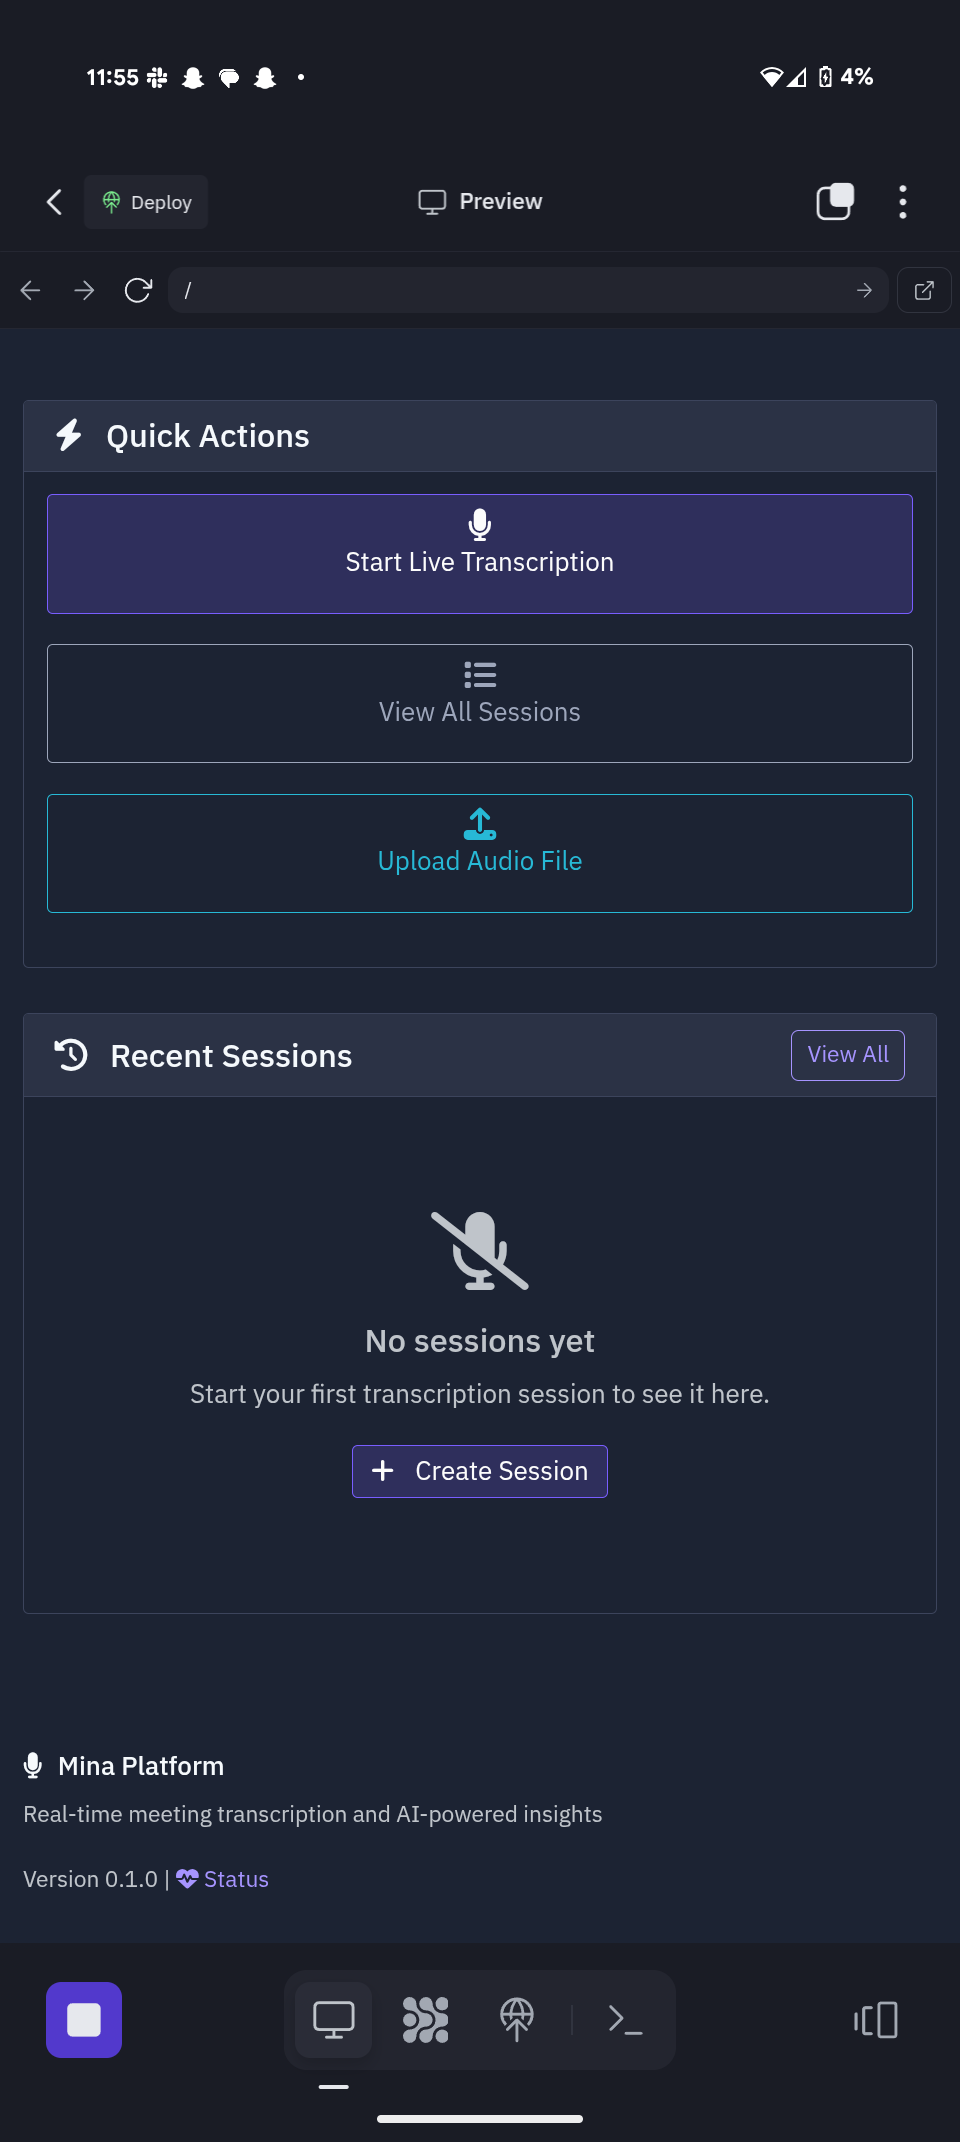 11:55
4%
Deploy
Preview
/
Quick Actions
Start Live Transcription
View All Sessions
Upload Audio File
Recent Sessions
View All
No sessions yet
Start your first transcription session to see it here.
Create Session
Mina Platform
Real-time meeting transcription and AI-powered insights
Version 0.1.0 | Status